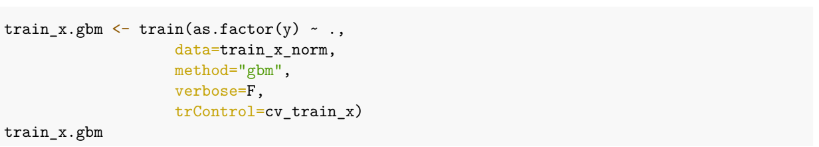 train_x.gbm <- train(as.factor(y) ~ .,
                data=train_x_norm,
                method="gbm",
                verbose=F,
                trControl=cv_train_x)
train_x.gbm